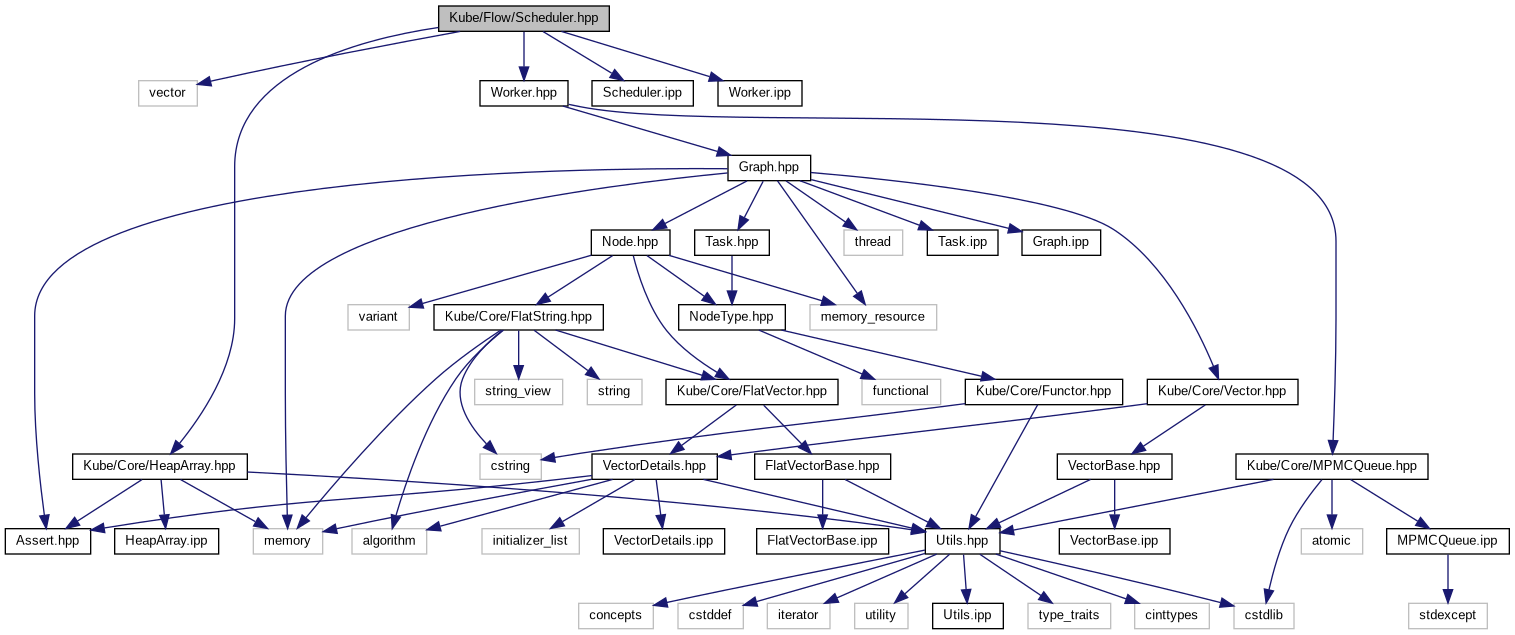 Kube/Flow/Scheduler.hpp
vector
Worker.hpp
Scheduler.ipp
Worker.ipp
Graph.hpp
Node.hpp
Task.hpp
thread
Task.ipp
Graph.ipp
variant
Kube/Core/FlatString.hpp
NodeType.hpp
memory_resource
string_view
string
Kube/Core/FlatVector.hpp
functional
Kube/Core/Functor.hpp
Kube/Core/Vector.hpp
Kube/Core/HeapArray.hpp
cstring
VectorDetails.hpp
FlatVectorBase.hpp
VectorBase.hpp
Kube/Core/MPMCQueue.hpp
Assert.hpp
HeapArray.ipp
memory
algorithm
initializer_list
VectorDetails.ipp
FlatVectorBase.ipp
Utils.hpp
VectorBase.ipp
atomic
MPMCQueue.ipp
concepts
cstddef
iterator
utility
Utils.ipp
type_traits
cinttypes
cstdlib
stdexcept